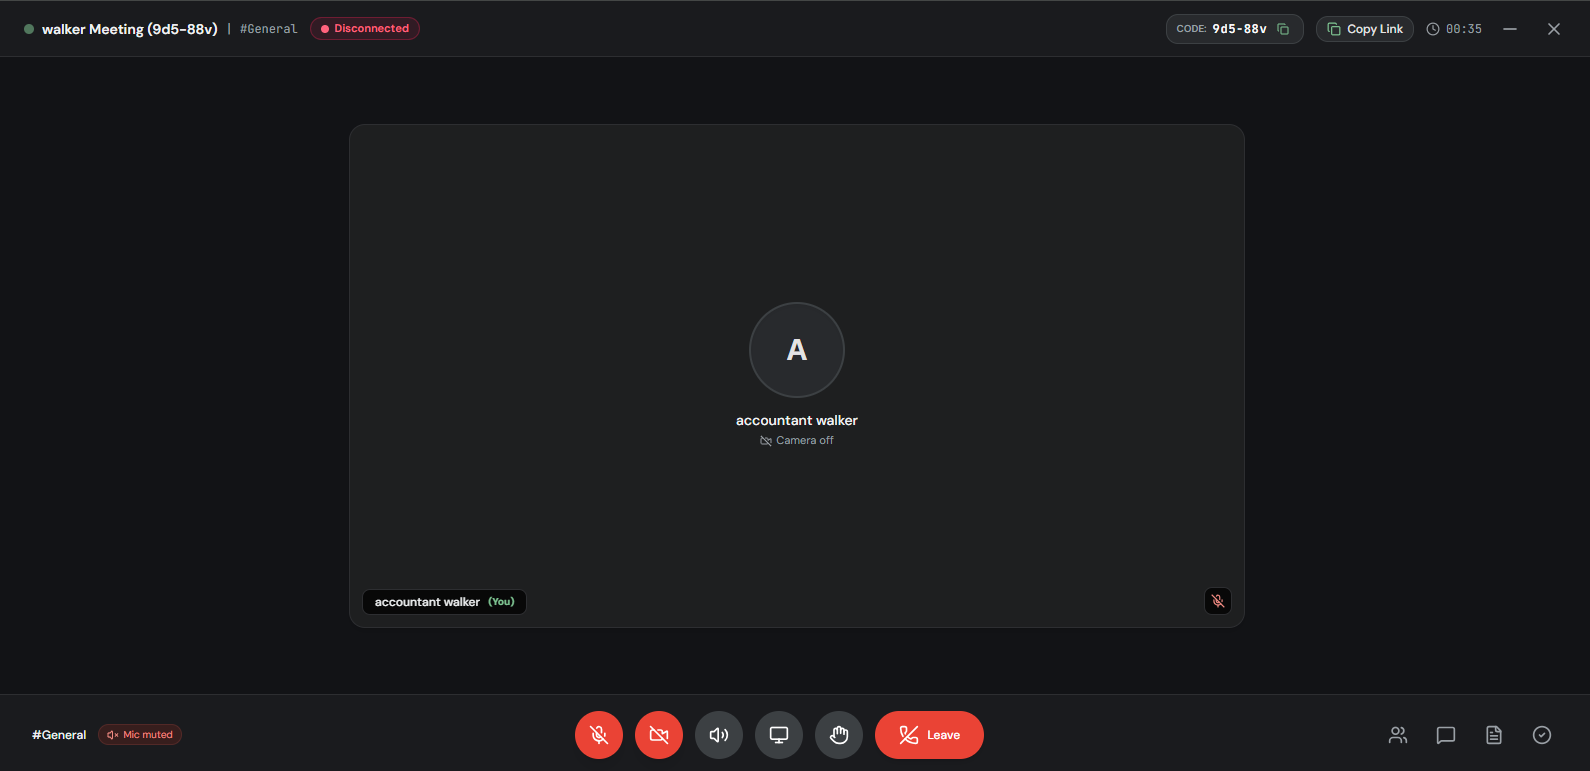 walker Meeting (9d5-88v) | #General Disconnected CODE: 9d5-88v Copy Link 00:35
A
accountant walker
Camera off
accountant walker (You)
#General Mic muted Leave